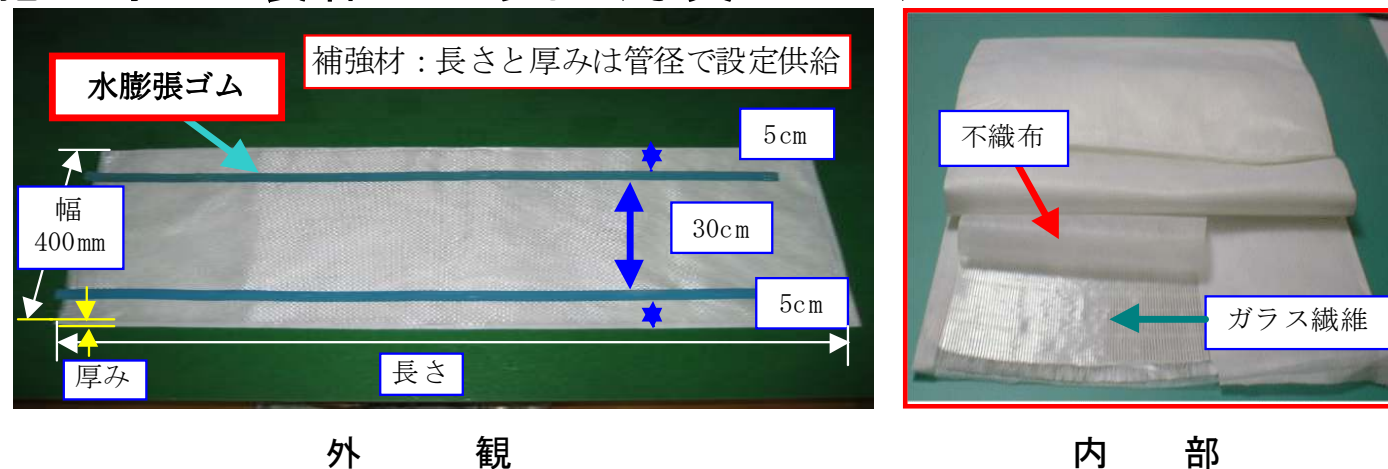 補強材：長さと厚みは管径で設定供給
水膨張ゴム
5cm
不織布
幅
400mm
30cm
5cm
ガラス繊維
厚み
長さ
外観
内部